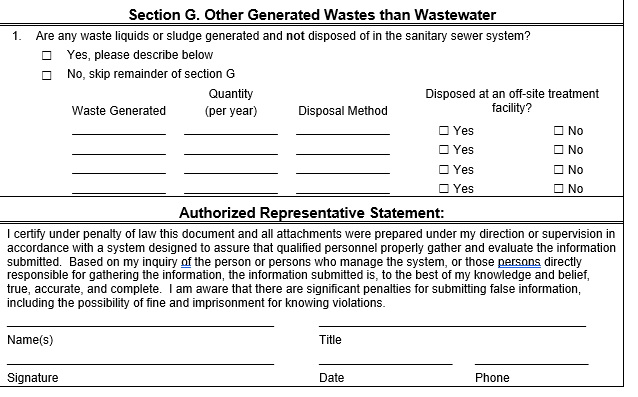 Section G. Other Generated Wastes than Wastewater
1. Are any waste liquids or sludge generated and not disposed of in the sanitary sewer system?
☐ Yes, please describe below
☐ No, skip remainder of section G
Quantity Disposed at an off-site treatment
Waste Generated (per year) Disposal Method facility?
☐ Yes ☐ No
☐ Yes ☐ No
☐ Yes ☐ No
☐ Yes ☐ No
Authorized Representative Statement:
I certify under penalty of law this document and all attachments were prepared under my direction or supervision in
accordance with a system designed to assure that qualified personnel properly gather and evaluate the information
submitted. Based on my inquiry of the person or persons who manage the system, or those persons directly
responsible for gathering the information, the information submitted is, to the best of my knowledge and belief,
true, accurate, and complete. I am aware that there are significant penalties for submitting false information,
including the possibility of fine and imprisonment for knowing violations.
Name(s) Title
Signature Date Phone